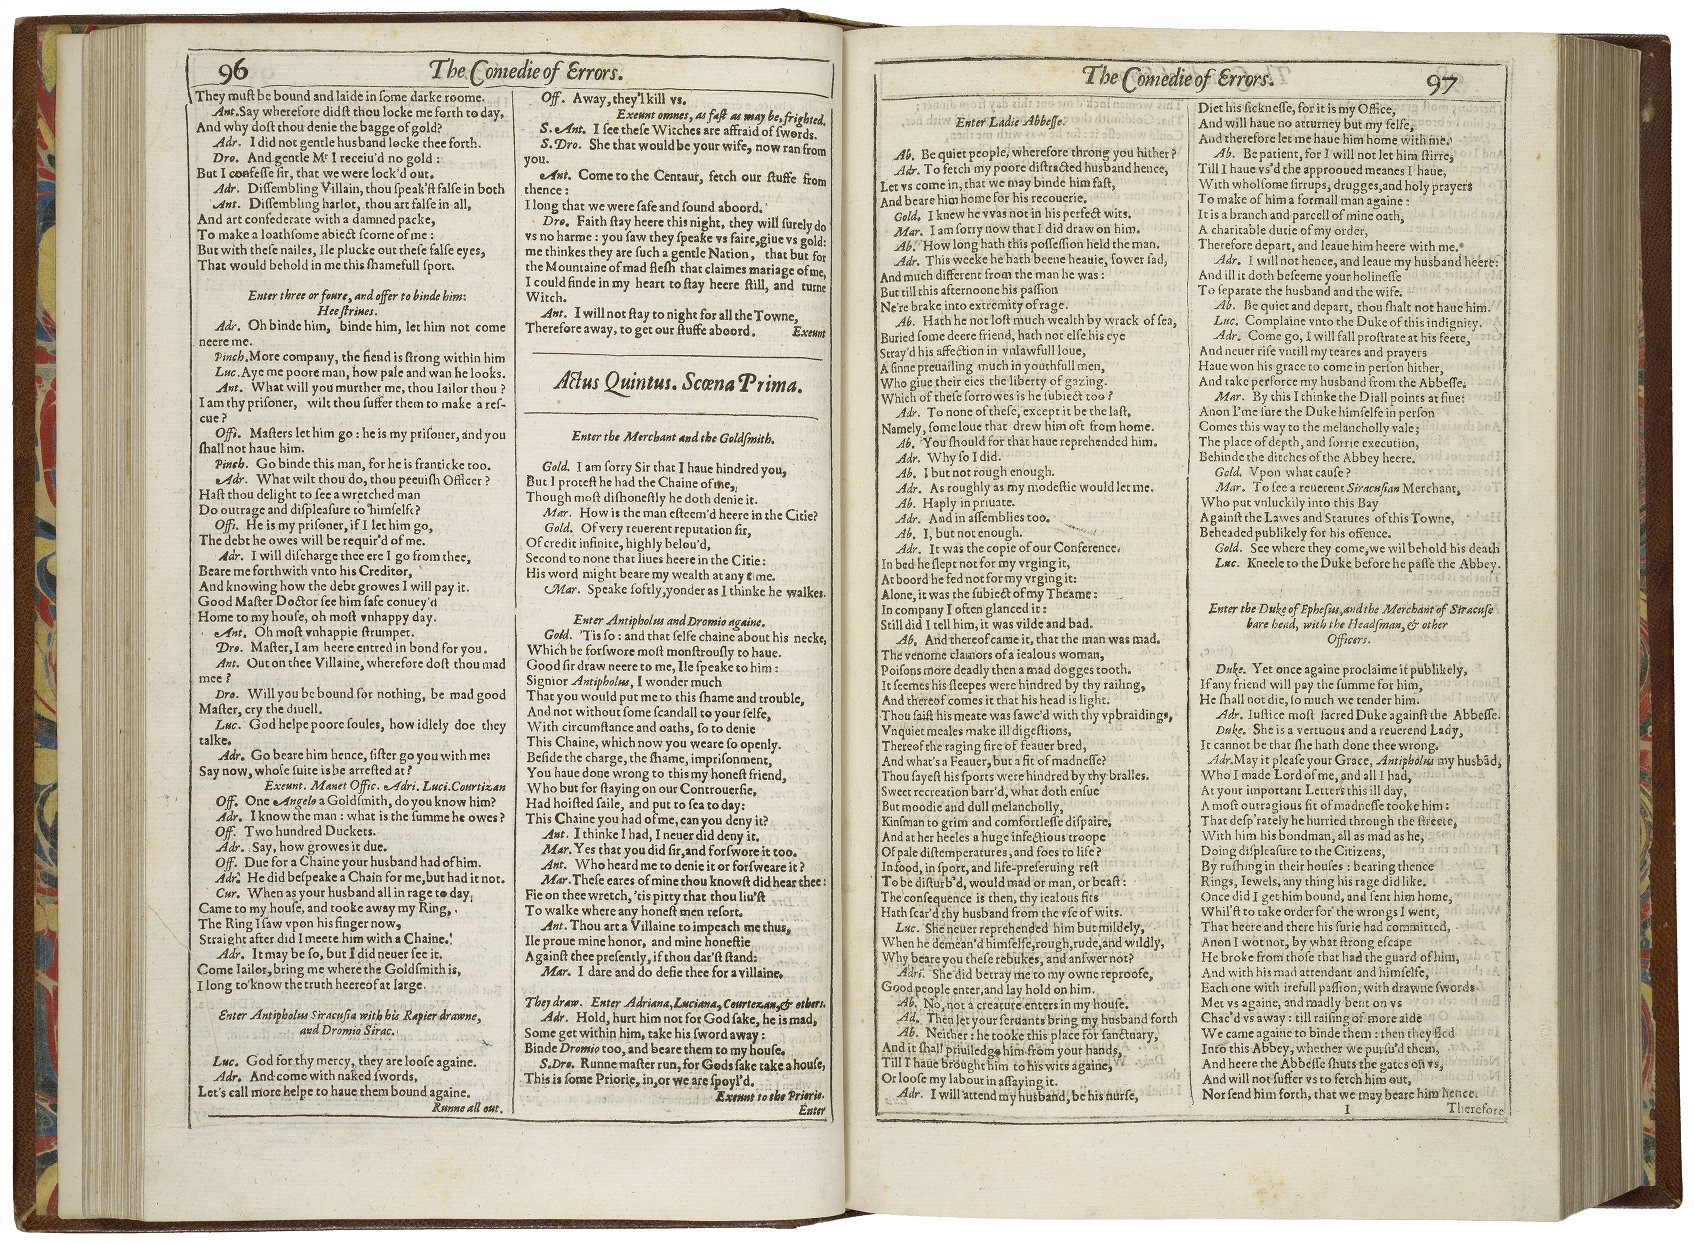 96
The Comedie of Errors.
They must be bound and laide in some darke roome.
Ant. Say wherefore didst thou locke me forth to day,
And why dost thou denie the bagge of gold?
Adr. I did not gentle husband locke thee forth.
Dro. And gentle Mr I receiu'd no gold:
But I confesse sir, that we were lock'd out.
Adr. Dissembling Villain, thou speak'st false in both
Ant. Dissembling harlot, thou art false in all,
And art confederate with a damned packe,
To make a loathsome abiect scorne of me:
But with these nailes, Ile plucke out these false eyes,
That would behold in me this shamefull sport.
Enter three or foure, and offer to binde him:
Hee striues.
Adr. Oh binde him, binde him, let him not come
neere me.
Pinch. More company, the fiend is strong within him
Luc. Aye me poore man, how pale and wan he looks.
Ant. What will you murther me, thou Iailor thou?
I am thy prisoner, wilt thou suffer them to make a res-
cue?
Offi. Masters let him go: he is my prisoner, and you
shall not haue him.
Pinch. Go binde this man, for he is franticke too.
Adr. What wilt thou do, thou peeuish Officer?
Hast thou delight to see a wretched man
Do outrage and displeasure to himselfe?
Offi. He is my prisoner, if I let him go,
The debt he owes will be requir'd of me.
Adr. I will discharge thee ere I go from thee,
Beare me forthwith vnto his Creditor,
And knowing how the debt growes I will pay it.
Good Master Doctor see him safe conuey'd
Home to my house, oh most vnhappy day.
Ant. Oh most vnhappie strumpet.
Dro. Master, I am heere entred in bond for you.
Ant. Out on thee Villaine, wherefore dost thou mad
mee?
Dro. Will you be bound for nothing, be mad good
Master, cry the diuell.
Luc. God helpe poore soules, how idlely doe they
talke.
Adr. Go beare him hence, sister go you with me:
Say now, whose suite is he arrested at?
Exeunt. Manet Offic. Adri. Luci. Courtizan
Off. One Angelo a Goldsmith, do you know him?
Adr. I know the man: what is the summe he owes?
Off. Two hundred Duckets.
Adr. Say, how growes it due.
Off. Due for a Chaine your husband had of him.
Adr. He did bespeake a Chain for me, but had it not.
Cur. When as your husband all in rage to day,
Came to my house, and tooke away my Ring,
The Ring I saw vpon his finger now,
Straight after did I meete him with a Chaine.
Adr. It may be so, but I did neuer see it.
Come Iailor, bring me where the Goldsmith is,
I long to know the truth heereof at large.
Enter Antipholus Siracusia with his Rapier drawne,
and Dromio Sirac.
Luc. God for thy mercy, they are loose againe.
Adr. And come with naked swords,
Let's call more helpe to haue them bound againe.
Runne all out.
Off. Away, they'l kill vs.
Exeunt omnes, as fast as may be, frighted.
S. Ant. I see these Witches are affraid of swords.
S. Dro. She that would be your wife, now ran from
you.
Ant. Come to the Centaur, fetch our stuffe from
thence:
I long that we were safe and sound aboord.
Dro. Faith stay heere this night, they will surely do
vs no harme: you saw they speake vs faire, giue vs gold:
me thinkes they are such a gentle Nation, that but for
the Mountaine of mad flesh that claimes mariage of me,
I could finde in my heart to stay heere still, and turne
Witch.
Ant. I will not stay to night for all the Towne,
Therefore away, to get our stuffe aboord. Exeunt
Actus Quintus. Scœna Prima.
Enter the Merchant and the Goldsmith.
Gold. I am sorry Sir that I haue hindred you,
But I protest he had the Chaine of me,
Though most dishonestly he doth denie it.
Mar. How is the man esteem'd heere in the Citie?
Gold. Of very reuerent reputation sir,
Of credit infinite, highly belou'd,
Second to none that liues heere in the Citie:
His word might beare my wealth at any time.
Mar. Speake softly, yonder as I thinke he walkes.
Enter Antipholus and Dromio againe.
Gold. 'Tis so: and that selfe chaine about his necke,
Which he forswore most monstrously to haue.
Good sir draw neere to me, Ile speake to him:
Signior Antipholus, I wonder much
That you would put me to this shame and trouble,
And not without some scandall to your selfe,
With circumstance and oaths, so to denie
This Chaine, which now you weare so openly.
Beside the charge, the shame, imprisonment,
You haue done wrong to this my honest friend,
Who but for staying on our Controuersie,
Had hoisted saile, and put to sea to day:
This Chaine you had of me, can you deny it?
Ant. I thinke I had, I neuer did deny it.
Mar. Yes that you did sir, and forswore it too.
Ant. Who heard me to denie it or forsweare it?
Mar. These eares of mine thou knowst did hear thee:
Fie on thee wretch, 'tis pitty that thou liu'st
To walke where any honest men resort.
Ant. Thou art a Villaine to impeach me thus,
Ile proue mine honor, and mine honestie
Against thee presently, if thou dar'st stand:
Mar. I dare and do defie thee for a villaine.
They draw. Enter Adriana, Luciana, Courtezan, & others.
Adr. Hold, hurt him not for God sake, he is mad,
Some get within him, take his sword away:
Binde Dromio too, and beare them to my house.
S. Dro. Runne master run, for Gods sake take a house,
This is some Priorie, in, or we are spoyl'd.
Exeunt to the Priorie.
Enter
The Comedie of Errors.
97
Enter Ladie Abbesse.
Ab. Be quiet people, wherefore throng you hither?
Adr. To fetch my poore distracted husband hence,
Let vs come in, that we may binde him fast,
And beare him home for his recouerie.
Gold. I knew he vvas not in his perfect wits.
Mar. I am sorry now that I did draw on him.
Ab. How long hath this possession held the man.
Adr. This weeke he hath beene heauie, sower sad,
And much different from the man he was:
But till this afternoone his passion
Ne're brake into extremity of rage.
Ab. Hath he not lost much wealth by wrack of sea,
Buried some deere friend, hath not else his eye
Stray'd his affection in vnlawfull loue,
A sinne preuailing much in youthfull men,
Who giue their eies the liberty of gazing.
Which of these sorrowes is he subiect too?
Adr. To none of these, except it be the last,
Namely, some loue that drew him oft from home.
Ab. You should for that haue reprehended him.
Adr. Why so I did.
Ab. I but not rough enough.
Adr. As roughly as my modestie would let me.
Ab. Haply in priuate.
Adr. And in assemblies too.
Ab. I, but not enough.
Adr. It was the copie of our Conference.
In bed he slept not for my vrging it,
At boord he fed not for my vrging it:
Alone, it was the subiect of my Theame:
In company I often glanced it:
Still did I tell him, it was vilde and bad.
Ab. And thereof came it, that the man was mad.
The venome clamors of a iealous woman,
Poisons more deadly then a mad dogges tooth.
It seemes his sleepes were hindred by thy railing,
And thereof comes it that his head is light.
Thou saist his meate was sawc'd with thy vpbraidings,
Vnquiet meales make ill digestions,
Thereof the raging fire of feauer bred,
And what's a Feauer, but a fit of madnesse?
Thou sayest his sports were hindred by thy bralles.
Sweet recreation barr'd, what doth ensue
But moodie and dull melancholly,
Kinsman to grim and comfortlesse dispaire,
And at her heeles a huge infectious troope
Of pale distemperatures, and foes to life?
In food, in sport, and life-preseruing rest
To be disturb'd, would mad or man, or beast:
The consequence is then, thy iealous fits
Hath scar'd thy husband from the vse of wits.
Luc. She neuer reprehended him but mildely,
When he demean'd himselfe, rough, rude, and wildly,
Why beare you these rebukes, and answer not?
Adri. She did betray me to my owne reproofe,
Good people enter, and lay hold on him.
Ab. No, not a creature enters in my house.
Ad. Then let your seruants bring my husband forth
Ab. Neither: he tooke this place for sanctuary,
And it shall priuiledge him from your hands,
Till I haue brought him to his wits againe,
Or loose my labour in assaying it.
Adr. I will attend my husband, be his nurse,
Diet his sicknesse, for it is my Office,
And will haue no atturney but my selfe,
And therefore let me haue him home with me.
Ab. Be patient, for I will not let him stirre,
Till I haue vs'd the approoued meanes I haue,
With wholsome sirrups, drugges, and holy prayers
To make of him a formall man againe:
It is a branch and parcell of mine oath,
A charitable dutie of my order,
Therefore depart, and leaue him heere with me.
Adr. I will not hence, and leaue my husband heere:
And ill it doth beseeme your holinesse
To separate the husband and the wife.
Ab. Be quiet and depart, thou shalt not haue him.
Luc. Complaine vnto the Duke of this indignity.
Adr. Come go, I will fall prostrate at his feete,
And neuer rise vntill my teares and prayers
Haue won his grace to come in person hither,
And take perforce my husband from the Abbesse.
Mar. By this I thinke the Diall points at fiue:
Anon I'me sure the Duke himselfe in person
Comes this way to the melancholly vale;
The place of depth, and sorrie execution,
Behinde the ditches of the Abbey heere.
Gold. Vpon what cause?
Mar. To see a reuerent Siracusian Merchant,
Who put vnluckily into this Bay
Against the Lawes and Statutes of this Towne,
Beheaded publikely for his offence.
Gold. See where they come, we wil behold his death
Luc. Kneele to the Duke before he passe the Abbey.
Enter the Duke of Ephesus, and the Merchant of Siracuse
bare head, with the Headsman, & other
Officers.
Duke. Yet once againe proclaime it publikely,
If any friend will pay the summe for him,
He shall not die, so much we tender him.
Adr. Iustice most sacred Duke against the Abbesse.
Duke. She is a vertuous and a reuerend Lady,
It cannot be that she hath done thee wrong.
Adr. May it please your Grace, Antipholus my husbãd,
Who I made Lord of me, and all I had,
At your important Letters this ill day,
A most outragious fit of madnesse tooke him:
That desp'rately he hurried through the streete,
With him his bondman, all as mad as he,
Doing displeasure to the Citizens,
By rushing in their houses: bearing thence
Rings, Iewels, any thing his rage did like.
Once did I get him bound, and sent him home,
Whil'st to take order for the wrongs I went,
That heere and there his furie had committed,
Anon I wot not, by what strong escape
He broke from those that had the guard of him,
And with his mad attendant and himselfe,
Each one with irefull passion, with drawne swords
Met vs againe, and madly bent on vs
Chac'd vs away: till raising of more aide
We came againe to binde them: then they fled
Into this Abbey, whether we pursu'd them,
And heere the Abbesse shuts the gates on vs,
And will not suffer vs to fetch him out,
Nor send him forth, that we may beare him hence.
I
Therefore